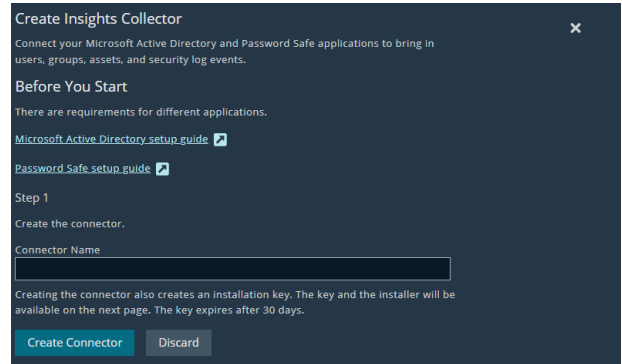 Create Insights Collector
Connect your Microsoft Active Directory and Password Safe applications to bring in
users, groups, assets, and security log events.
Before You Start
There are requirements for different applications.
Microsoft Active Directory setup guide
Password Safe setup guide
Step 1
Create the connector.
Connector Name
Creating the connector also creates an installation key. The key and the installer will be
available on the next page. The key expires after 30 days.
Create Connector
Discard